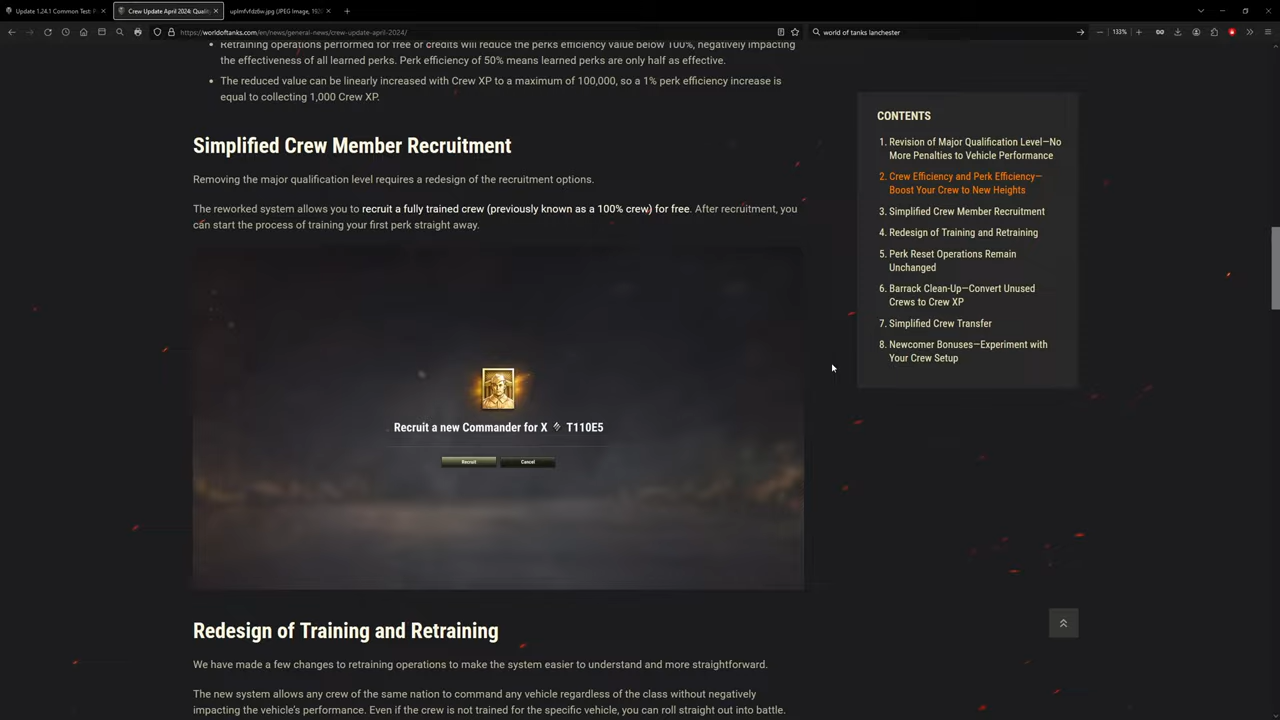 Update 1.24.1 Common Test: P
Crew Update April 2024: Quality
uplmfvfdz6w.jpg (JPEG Image, 192
https://worldoftanks.com/en/news/general-news/crew-update-april-2024/
world of tanks lanchester
133%
Retraining operations performed for free or credits will reduce the perks efficiency value below 100%, negatively impacting
the effectiveness of all learned perks. Perk efficiency of 50% means learned perks are only half as effective.
The reduced value can be linearly increased with Crew XP to a maximum of 100,000, so a 1% perk efficiency increase is
equal to collecting 1,000 Crew XP.
Simplified Crew Member Recruitment
Removing the major qualification level requires a redesign of the recruitment options.
The reworked system allows you to recruit a fully trained crew (previously known as a 100% crew) for free. After recruitment, you
can start the process of training your first perk straight away.
Recruit a new Commander for X T110E5
Recruit
Cancel
Redesign of Training and Retraining
We have made a few changes to retraining operations to make the system easier to understand and more straightforward.
The new system allows any crew of the same nation to command any vehicle regardless of the class without negatively
impacting the vehicle's performance. Even if the crew is not trained for the specific vehicle, you can roll straight out into battle.
CONTENTS
1. Revision of Major Qualification Level—No
More Penalties to Vehicle Performance
2. Crew Efficiency and Perk Efficiency—
Boost Your Crew to New Heights
3. Simplified Crew Member Recruitment
4. Redesign of Training and Retraining
5. Perk Reset Operations Remain
Unchanged
6. Barrack Clean-Up—Convert Unused
Crews to Crew XP
7. Simplified Crew Transfer
8. Newcomer Bonuses—Experiment with
Your Crew Setup